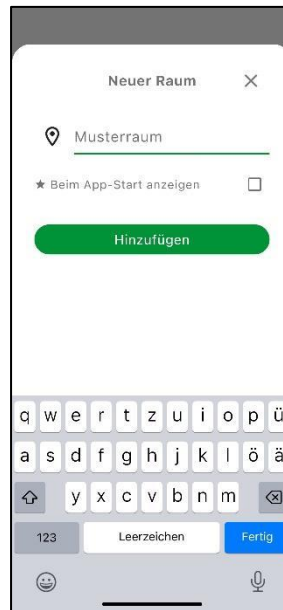 Neuer Raum
Musterraum
Beim App-Start anzeigen
Hinzufügen
q w e r t z u i o p ü
a s d f g h j k l ö ä
y x c v b n m
123 Leerzeichen Fertig